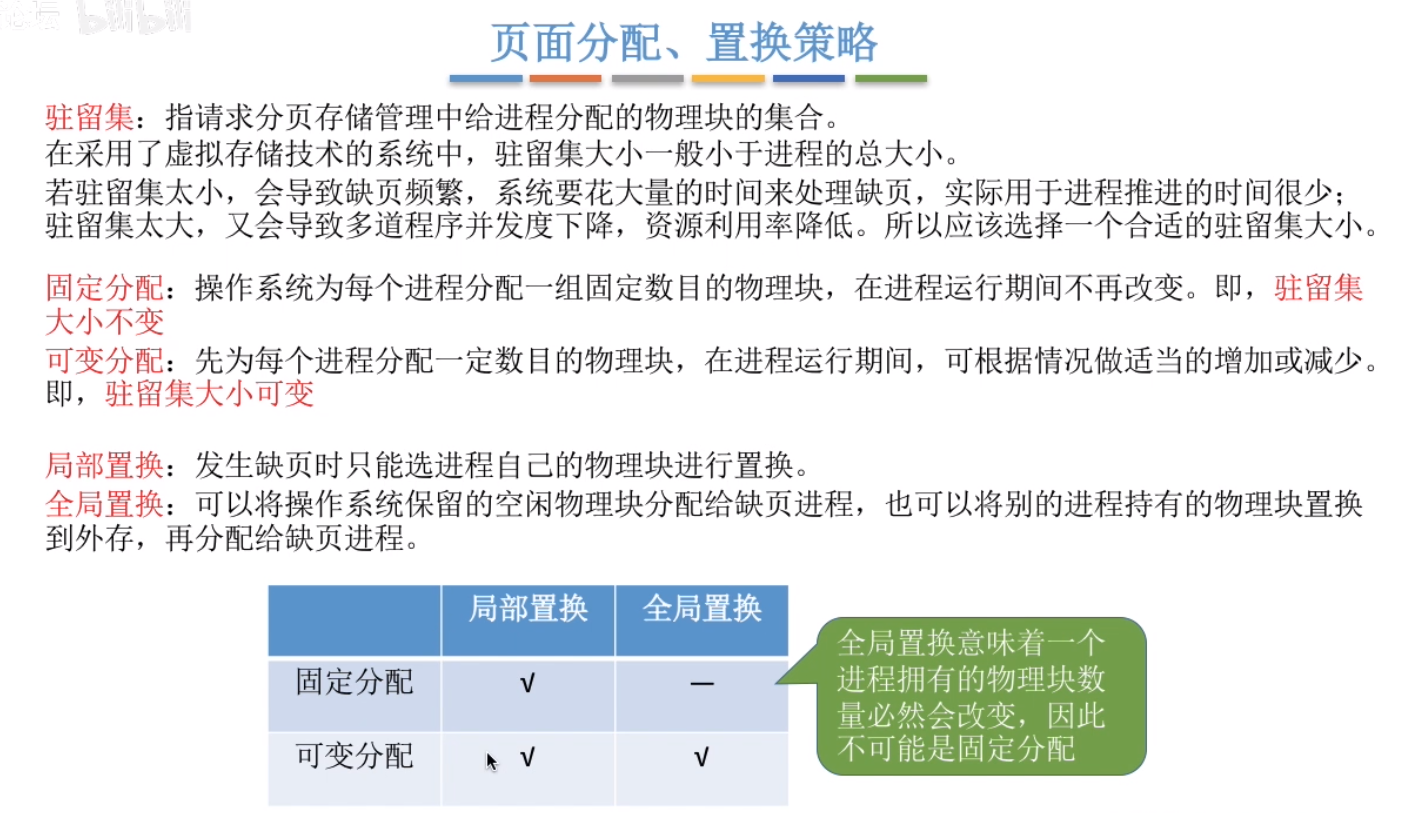 bilibili
页面分配、置换策略
驻留集：指请求分页存储管理中给进程分配的物理块的集合。
在采用了虚拟存储技术的系统中，驻留集大小一般小于进程的总大小。
若驻留集太小，会导致缺页频繁，系统要花大量的时间来处理缺页，实际用于进程推进的时间很少；
驻留集太大，又会导致多道程序并发度下降，资源利用率降低。所以应该选择一个合适的驻留集大小。
固定分配：操作系统为每个进程分配一组固定数目的物理块，在进程运行期间不再改变。即，驻留集
大小不变
可变分配：先为每个进程分配一定数目的物理块，在进程运行期间，可根据情况做适当的增加或减少。
即，驻留集大小可变
局部置换：发生缺页时只能选进程自己的物理块进行置换。
全局置换：可以将操作系统保留的空闲物理块分配给缺页进程，也可以将别的进程持有的物理块置换
到外存，再分配给缺页进程。
局部置换 全局置换
固定分配 √ —
可变分配 √ √
全局置换意味着一个
进程拥有的物理块数
量必然会改变，因此
不可能是固定分配